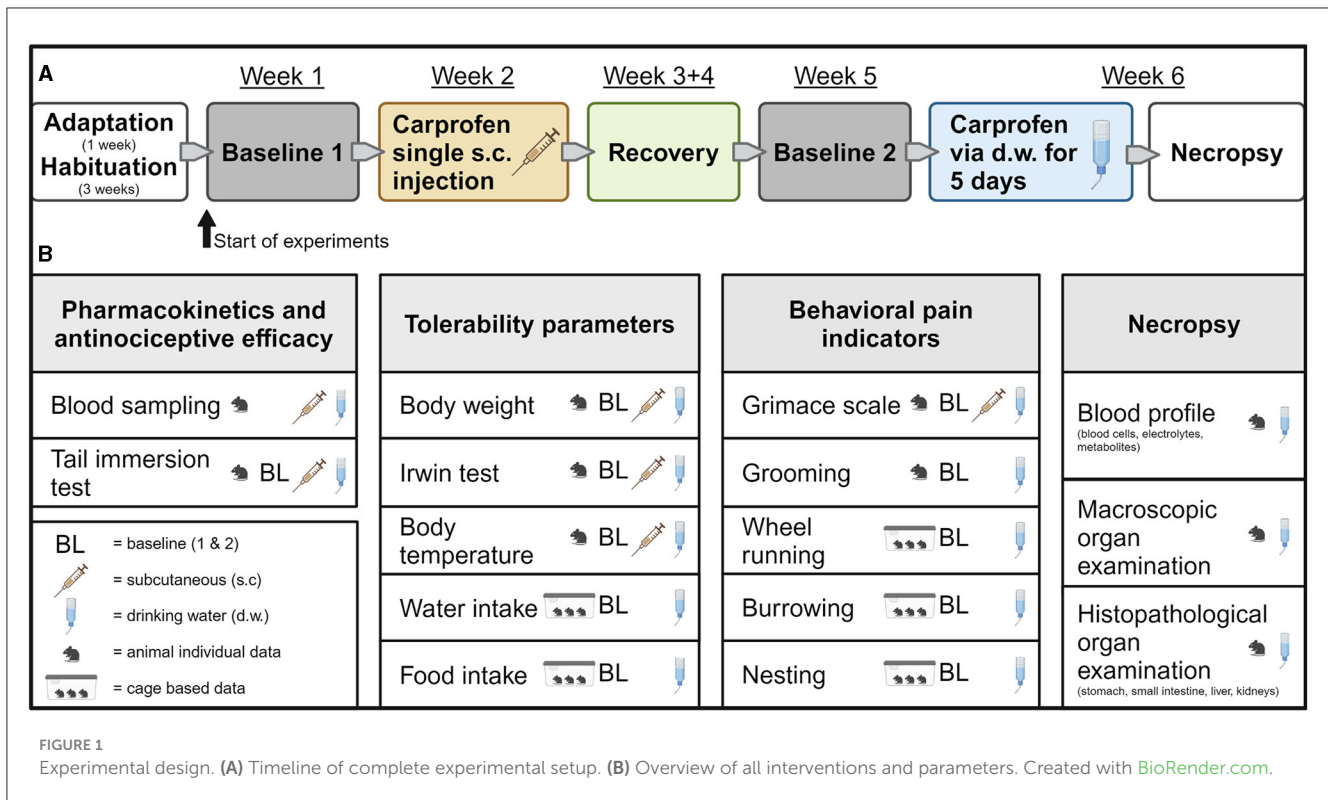 A
Week 1
Week 2
Week 3+4
Week 5
Week 6
Adaptation
(1 week)
Habituation
(3 weeks)
Baseline 1
Carprofen
single s.c.
injection
Recovery
Baseline 2
Carprofen
via d.w. for
5 days
Necropsy
Start of experiments
B
Pharmacokinetics and
antinociceptive efficacy
Blood sampling
Tail immersion
test
BL
BL = baseline (1 & 2)
= subcutaneous (s.c)
= drinking water (d.w.)
= animal individual data
= cage based data
Tolerability parameters
Body weight BL
Irwin test BL
Body
temperature
BL
Water intake BL
Food intake BL
Behavioral pain
indicators
Grimace scale BL
Grooming BL
Wheel
running
BL
Burrowing BL
Nesting BL
Necropsy
Blood profile
(blood cells, electrolytes,
metabolites)
Macroscopic
organ
examination
Histopathological
organ
examination
(stomach, small intestine, liver, kidneys)
FIGURE 1
Experimental design. (A) Timeline of complete experimental setup. (B) Overview of all interventions and parameters. Created with BioRender.com.